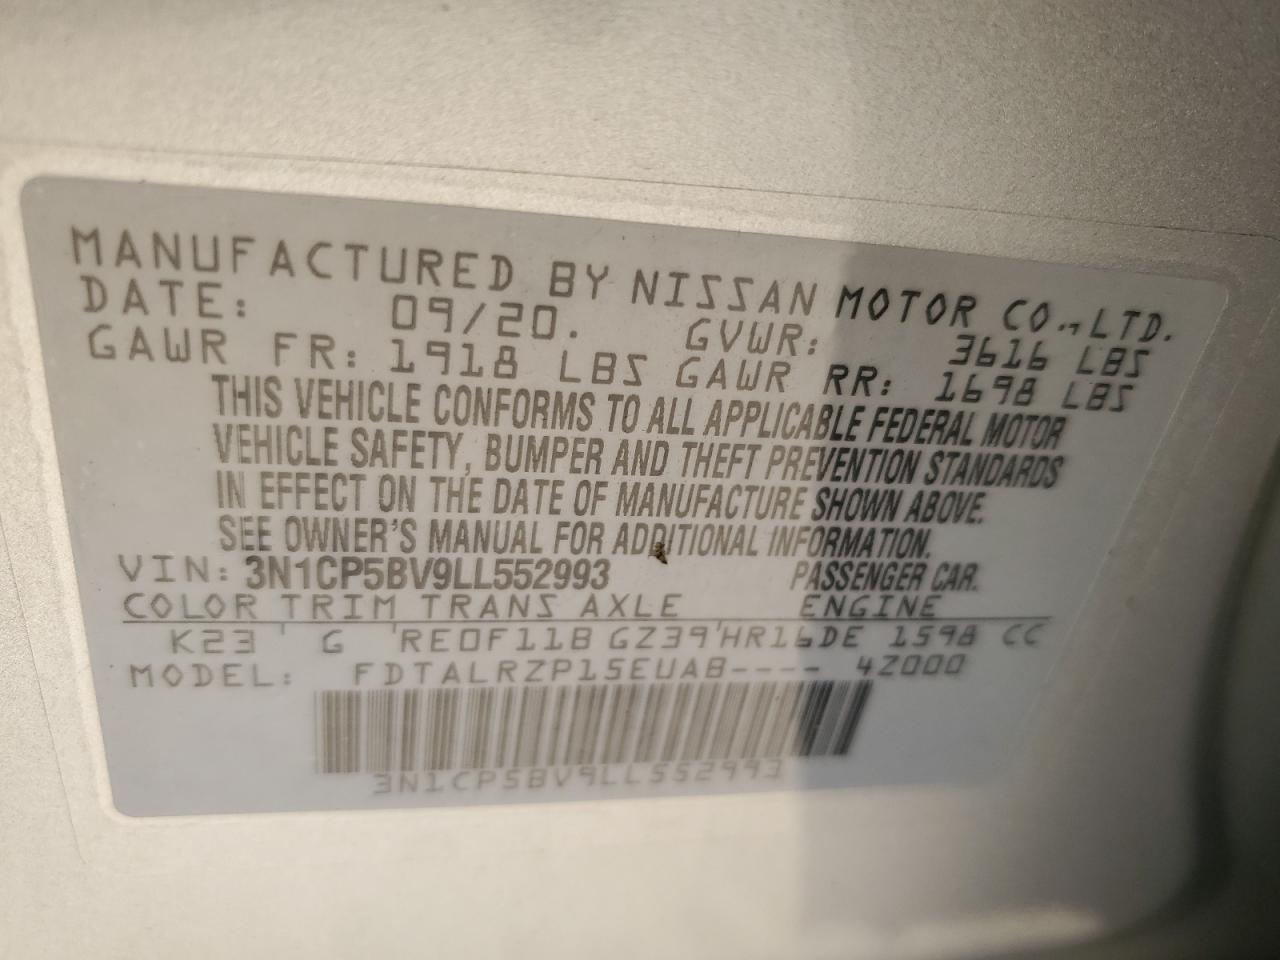 MANUFACTURED BY NISSAN MOTOR CO., LTD.
DATE: 09/20. GVWR: 3616 LBS
GAWR FR: 1918 LBS GAWR RR: 1698 LBS
THIS VEHICLE CONFORMS TO ALL APPLICABLE FEDERAL MOTOR
VEHICLE SAFETY, BUMPER AND THEFT PREVENTION STANDARDS
IN EFFECT ON THE DATE OF MANUFACTURE SHOWN ABOVE.
SEE OWNER'S MANUAL FOR ADDITIONAL INFORMATION.
VIN: 3N1CP5BV9LL552993 PASSENGER CAR.
COLOR TRIM TRANS AXLE ENGINE
K23 ' G 'RE0F11B GZ39'HR16DE 1598 CC
MODEL: FDTALRZP15EUAB---- 4Z000
3N1CP5BV9LL552993